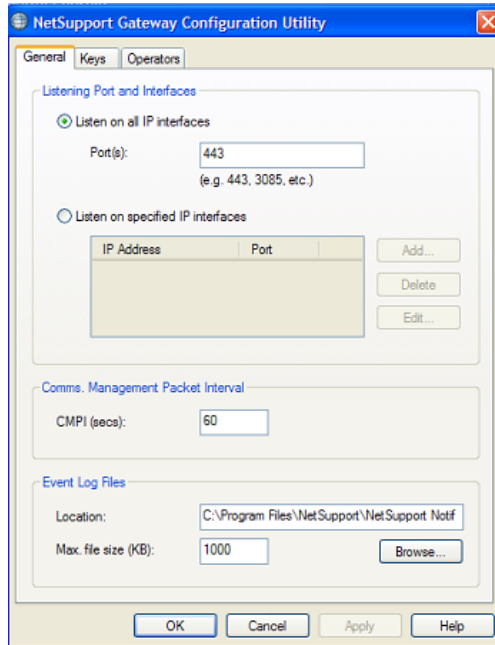 NetSupport Gateway Configuration Utility
General Keys Operators
Listening Port and Interfaces
Listen on all IP interfaces
Port(s): 443
(e.g. 443, 3085, etc.)
Listen on specified IP interfaces
IP Address Port
Add...
Delete
Edit...
Comms. Management Packet Interval
CMPI (secs): 60
Event Log Files
Location: C:\Program Files\NetSupport\NetSupport Notif
Max. file size (KB): 1000 Browse...
OK Cancel Apply Help